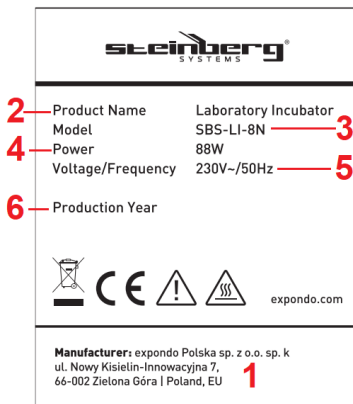 steinberg®
SYSTEMS
2 Product Name Laboratory Incubator
Model SBS-LI-8N 3
4 Power 88W
Voltage/Frequency 230V~/50Hz 5
6 Production Year
CE
expondo.com
Manufacturer: expondo Polska sp. z o.o. sp. k
ul. Nowy Kisielin-Innowacyjna 7,
66-002 Zielona Góra | Poland, EU 1